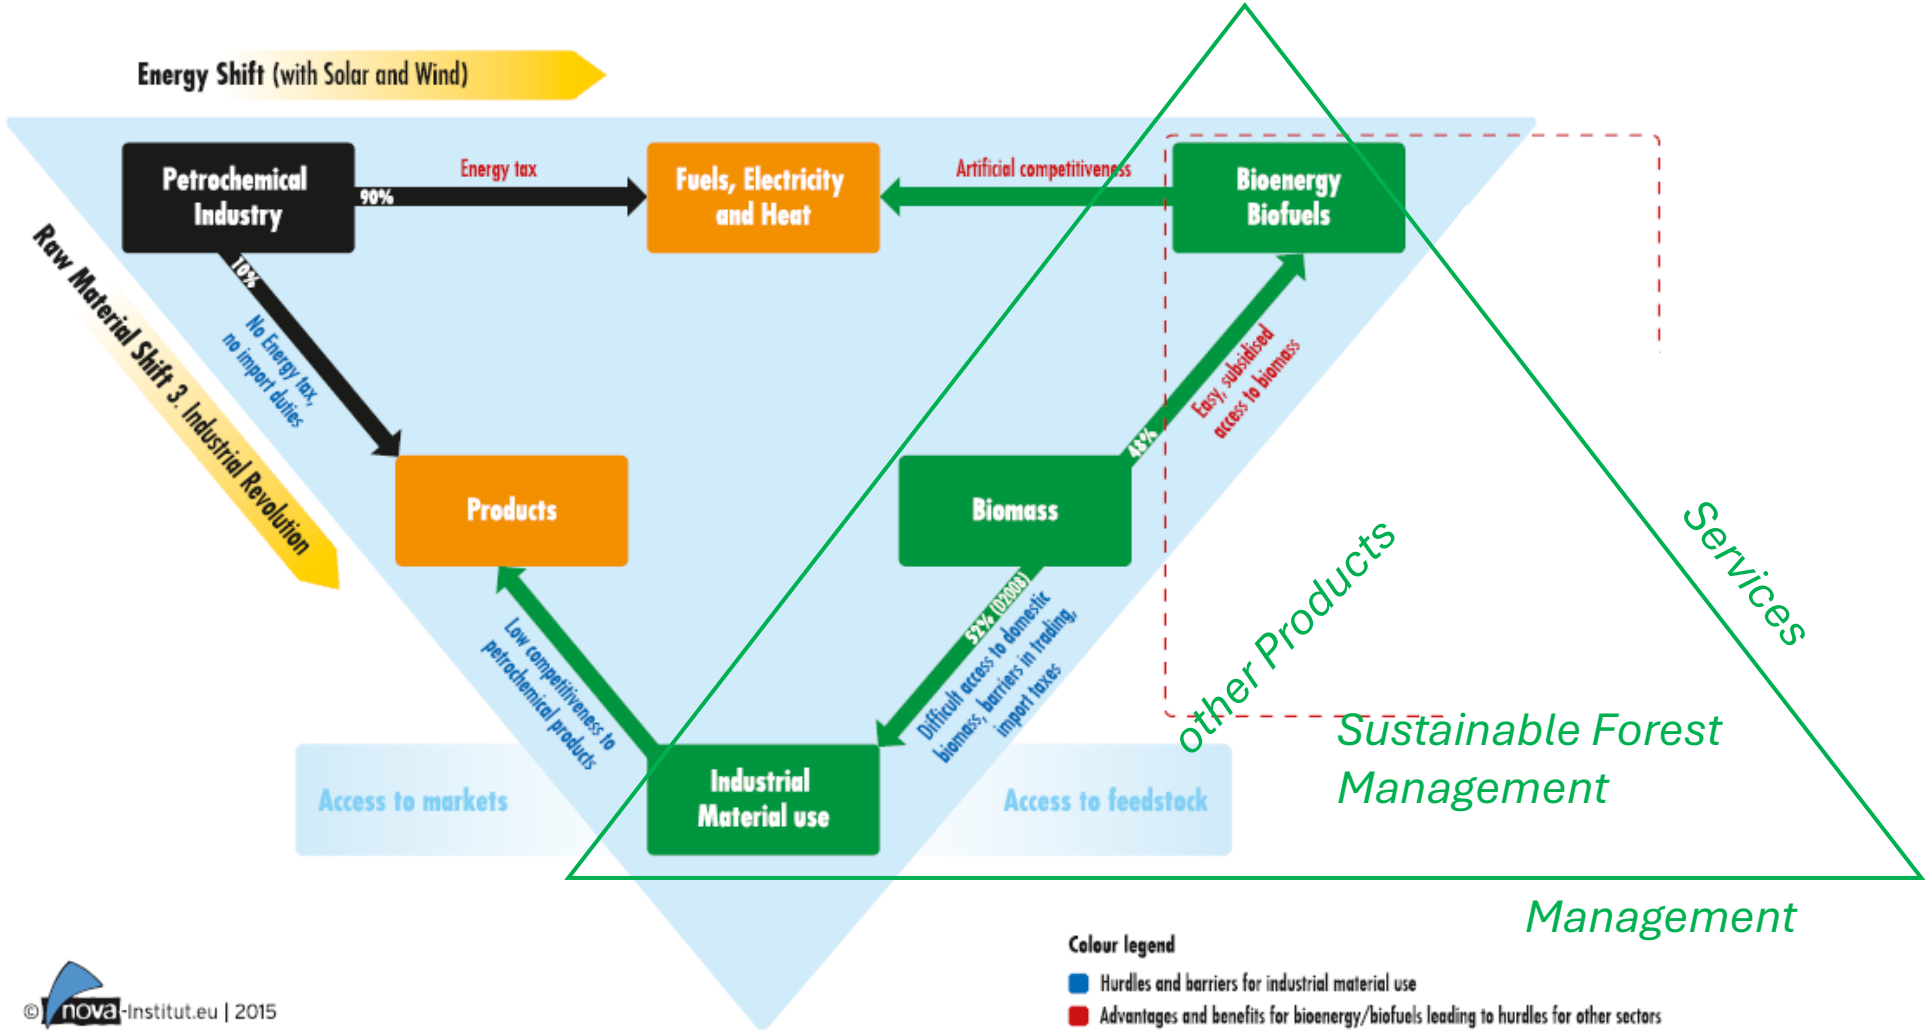 Energy Shift (with Solar and Wind)
Petrochemical
Industry
90%
Energy tax
Fuels, Electricity
and Heat
Artificial competitiveness
Bioenergy
Biofuels
10%
No Energy tax,
no import duties
Raw Material Shift 3. Industrial Revolution
Easy, subsidised
access to biomass
48%
Products
Biomass
52% (D2008)
Difficult access to domestic
biomass, barriers in trading,
import taxes
Low competitiveness to
petrochemical products
other Products
Services
Sustainable Forest
Management
Access to markets
Industrial
Material use
Access to feedstock
Management
Colour legend
Hurdles and barriers for industrial material use
Advantages and benefits for bioenergy/biofuels leading to hurdles for other sectors
© nova-Institut.eu | 2015